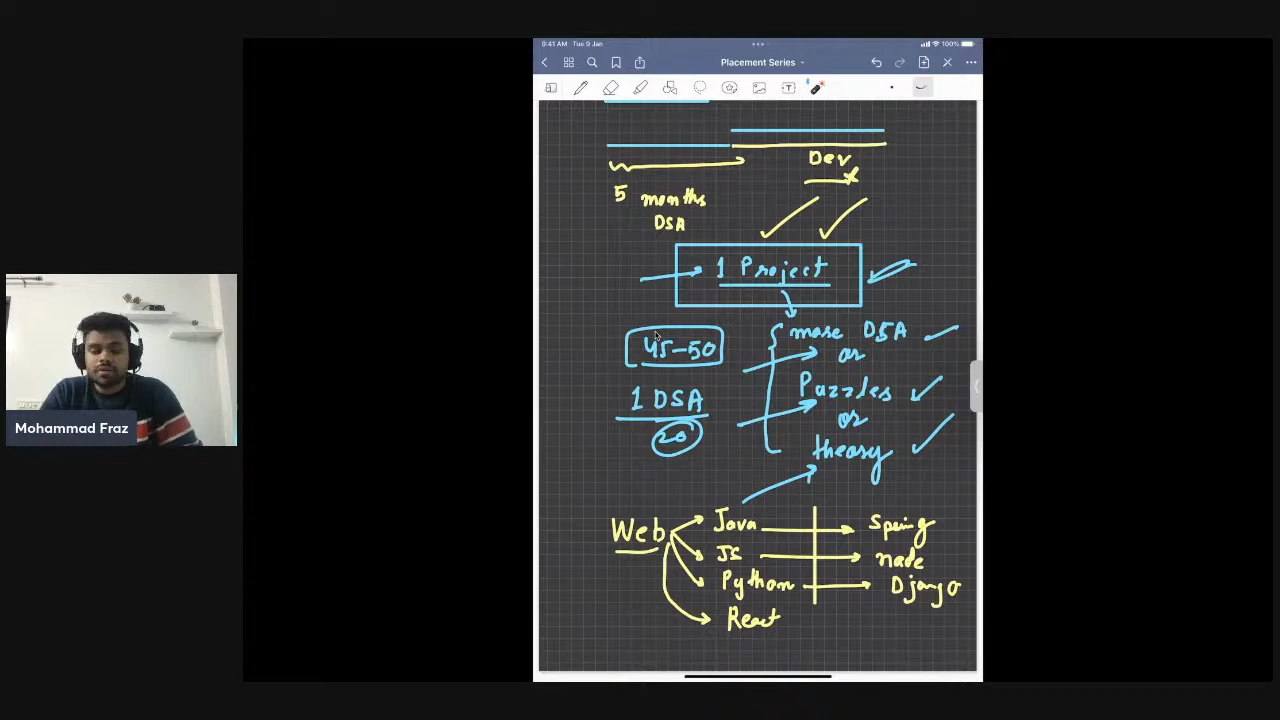 9:41 AM Tue 9 Jan
100%
Placement Series
Dev
5 months
DSA
1 Project
45-50
more DSA
or
1 DSA
Puzzles
20
or
theory
Mohammad Fraz
Web
Java
Spring
JS
node
Python
Django
React